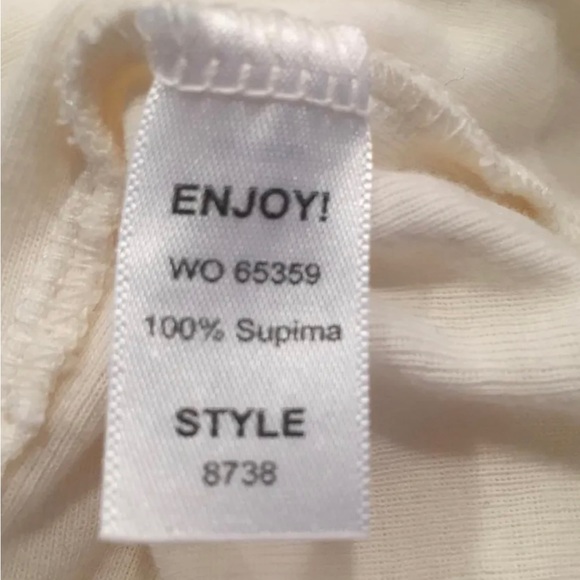 ENJOY!
WO 65359
100% Supima
STYLE
8738